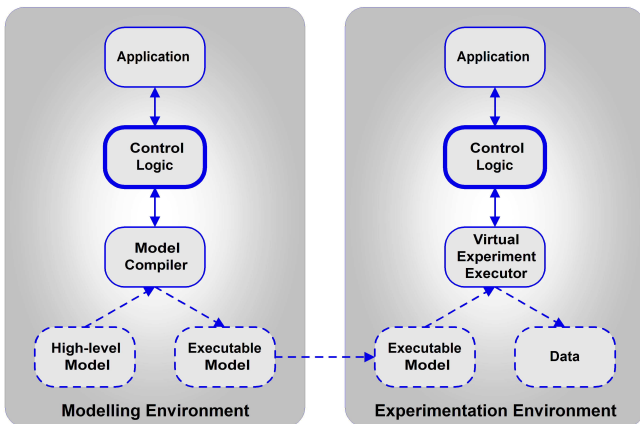 Application
Control
Logic
Model
Compiler
High-level
Model
Executable
Model
Modelling Environment
Application
Control
Logic
Virtual
Experiment
Executor
Executable
Model
Data
Experimentation Environment